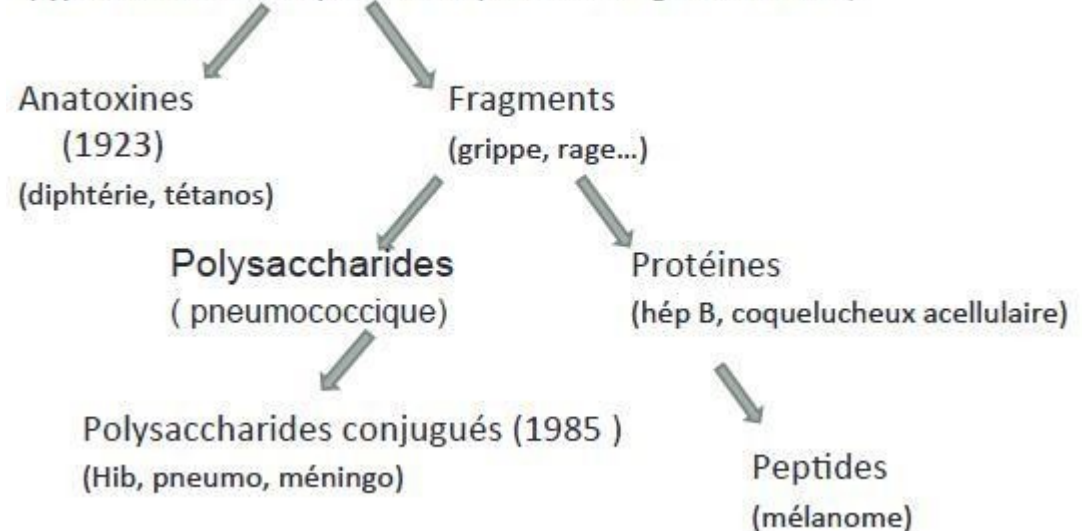 Anatoxines
(1923)
(diphtérie, tétanos)
Fragments
(grippe, rage...)
Polysaccharides
( pneumococcique)
Protéines
(hép B, coquelucheux acellulaire)
Polysaccharides conjugués (1985 )
(Hib, pneumo, méningo)
Peptides
(mélanome)